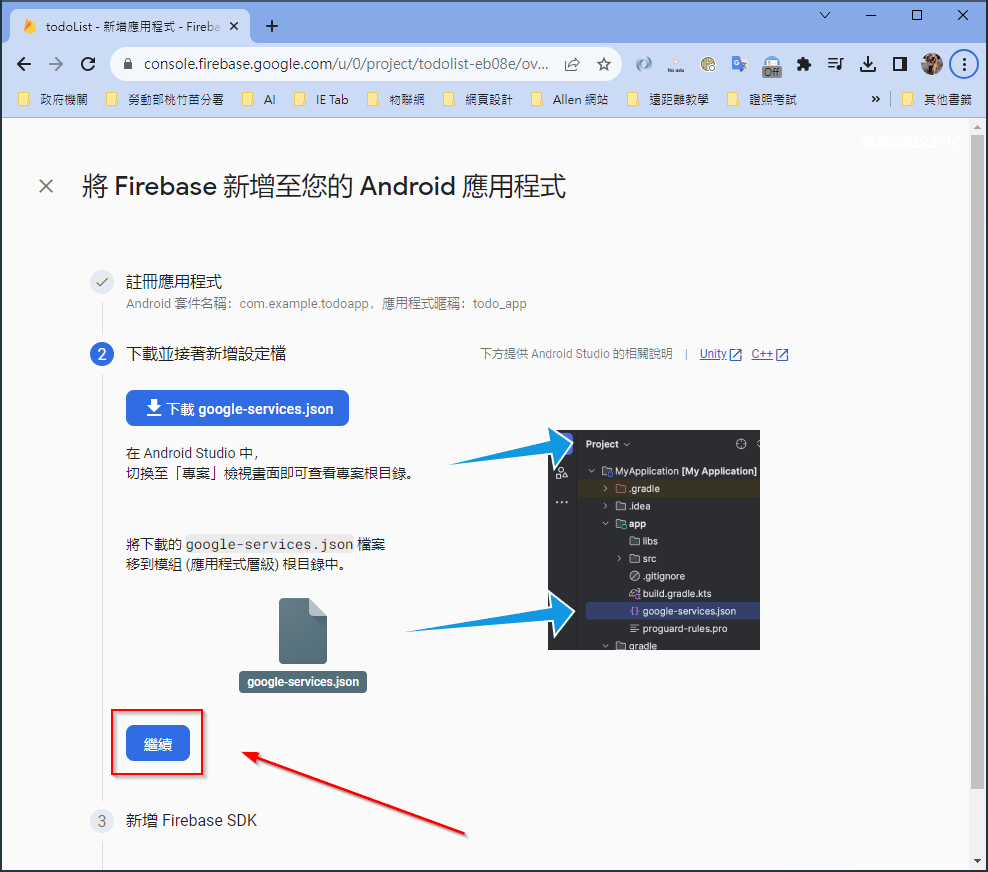 todoList - 新增應用程式 - Fireba
console.firebase.google.com/u/0/project/todolist-eb08e/ov...
No ads
Off
政府機關
勞動部桃竹苗分署
AI
IE Tab
物聯網
網頁設計
Allen 網站
遠距離教學
證照考試
»
其他書籤
將 Firebase 新增至您的 Android 應用程式
註冊應用程式
Android 套件名稱：com.example.todoapp，應用程式暱稱：todo_app
2 下載並接著新增設定檔
下方提供 Android Studio 的相關說明 | Unity C++
下載 google-services.json
在 Android Studio 中，
切換至「專案」檢視畫面即可查看專案根目錄。
將下載的 google-services.json 檔案
移到模組 (應用程式層級) 根目錄中。
google-services.json
Project
MyApplication [My Application]
.gradle
.idea
app
libs
src
.gitignore
build.gradle.kts
{} google-services.json
proguard-rules.pro
gradle
繼續
3 新增 Firebase SDK